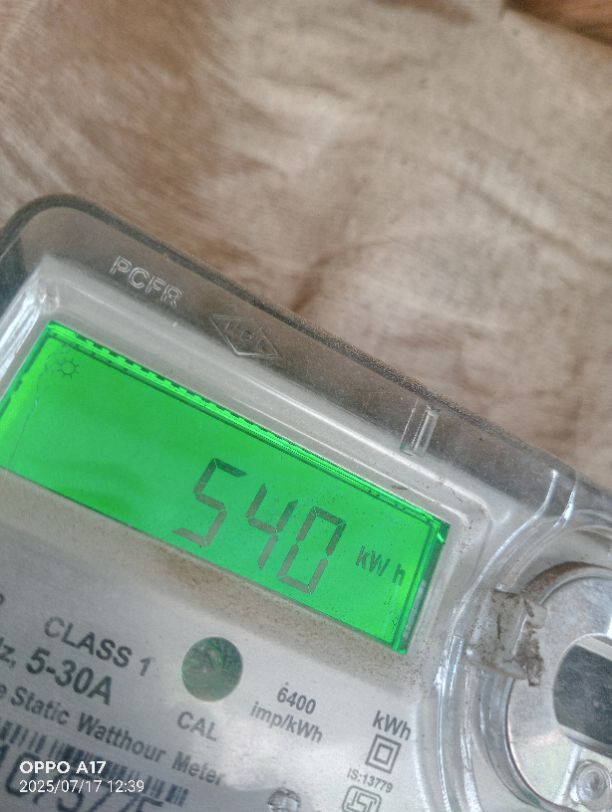 PCFR
540 kWh
CLASS 1
z, 5-30A
e Static Watthour Meter
CAL
6400
imp/kWh
kWh
IS:13779
OPPO A17
2025/07/17 12:39